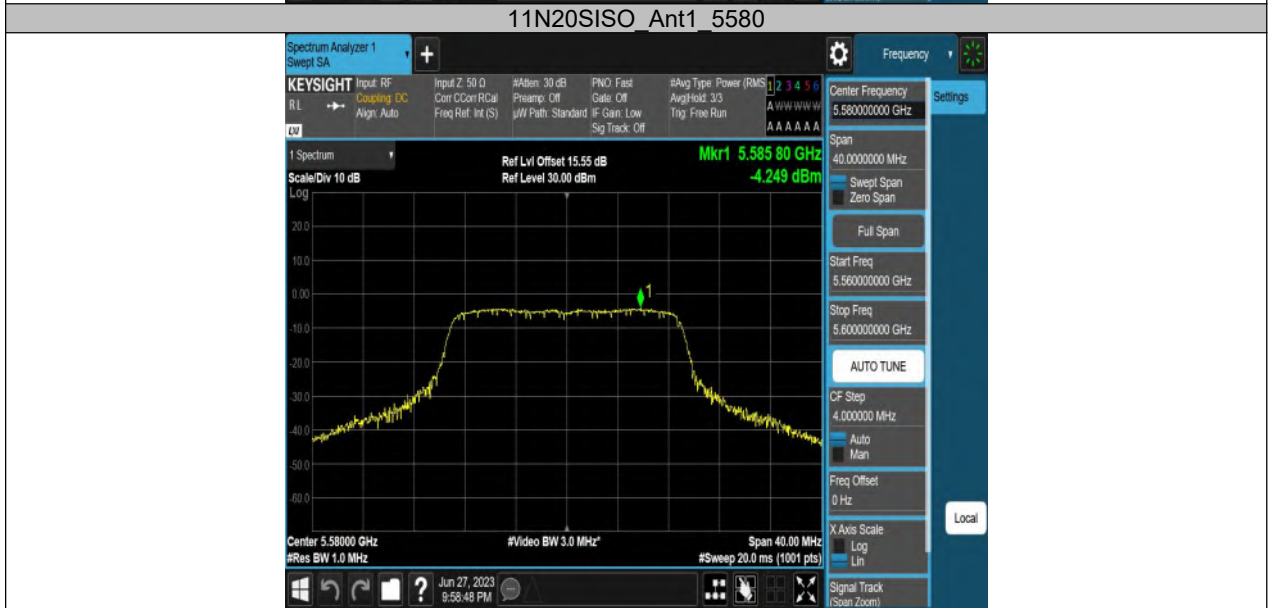 11N20SISO_Ant1_5580
Spectrum Analyzer 1
Swept SA
+
Frequency
KEYSIGHT
R L
LXI
Input: RF
Coupling: DC
Align: Auto
Input Z: 50 Ω
Corr CCorr RCal
Freq Ref: Int (S)
#Atten: 30 dB
Preamp: Off
µW Path: Standard
PNO: Fast
Gate: Off
IF Gain: Low
Sig Track: Off
#Avg Type: Power (RMS
Avg|Hold: 3/3
Trig: Free Run
1 2 3 4 5 6
A W W W W W
A A A A A A
1 Spectrum
Scale/Div 10 dB
Log
Ref Lvl Offset 15.55 dB
Ref Level 30.00 dBm
Mkr1 5.585 80 GHz
-4.249 dBm
20.0
10.0
0.00
-10.0
-20.0
-30.0
-40.0
-50.0
-60.0
1
Center 5.58000 GHz
#Res BW 1.0 MHz
#Video BW 3.0 MHz*
Span 40.00 MHz
#Sweep 20.0 ms (1001 pts)
Center Frequency
5.580000000 GHz
Settings
Span
40.0000000 MHz
Swept Span
Zero Span
Full Span
Start Freq
5.560000000 GHz
Stop Freq
5.600000000 GHz
AUTO TUNE
CF Step
4.000000 MHz
Auto
Man
Freq Offset
0 Hz
X Axis Scale
Log
Lin
Signal Track
(Span Zoom)
Local
?
Jun 27, 2023
9:58:48 PM